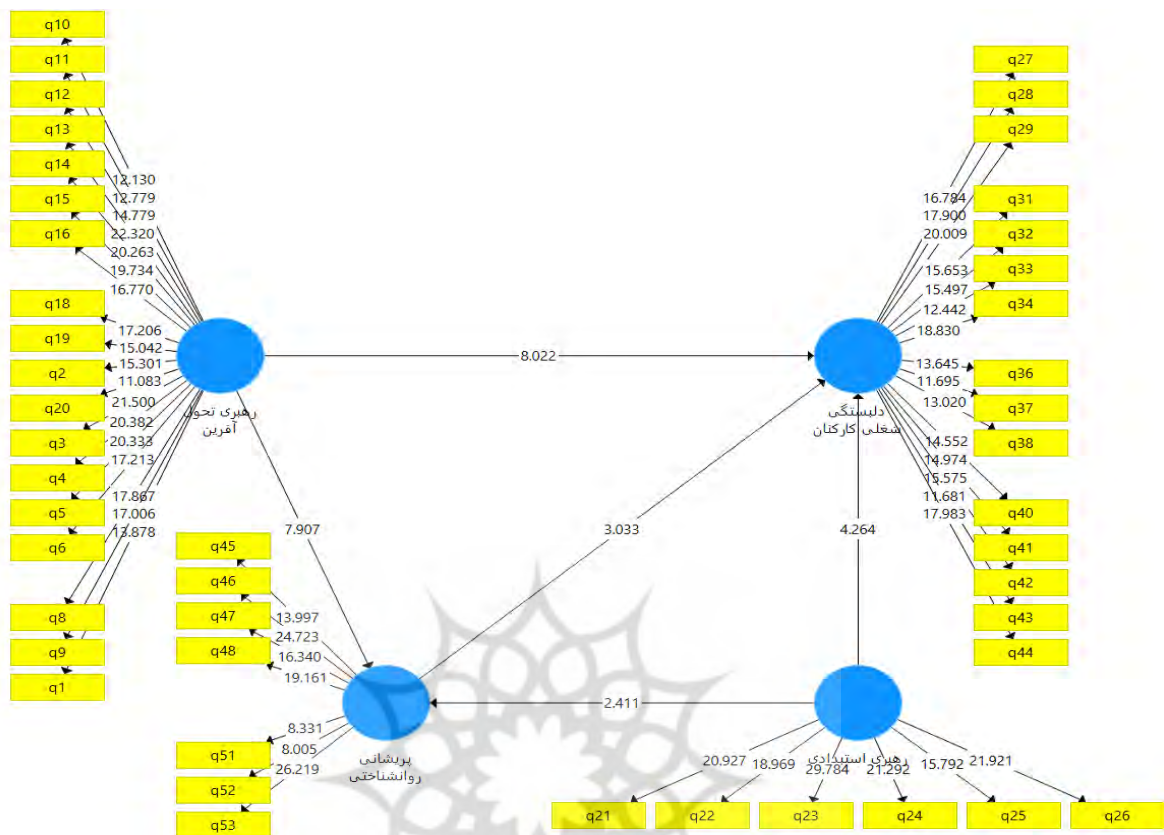 q10
q11
q12
q13
q14
q15
q16
q18
q19
q2
q20
q3
q4
q5
q6
q8
q9
q1
12.130
12.779
14.779
22.320
20.263
19.734
16.770
17.206
15.042
15.301
11.083
21.500
20.382
20.333
17.213
17.867
17.006
13.878
رهبری تحول
آفرین
8.022
7.907
3.033
4.264
2.411
q27
q28
q29
q31
q32
q33
q34
q36
q37
q38
q40
q41
q42
q43
q44
16.784
17.900
20.009
15.653
15.497
12.442
18.830
13.645
11.695
13.020
14.552
14.974
15.575
11.681
17.983
دلبستگی
شغلی کارکنان
q45
q46
q47
q48
q51
q52
q53
13.997
24.723
16.340
19.161
8.331
8.005
26.219
پریشانی
روانشناختی
رهبری استبدادی
20.927
18.969
29.784
21.292
15.792
21.921
q21
q22
q23
q24
q25
q26